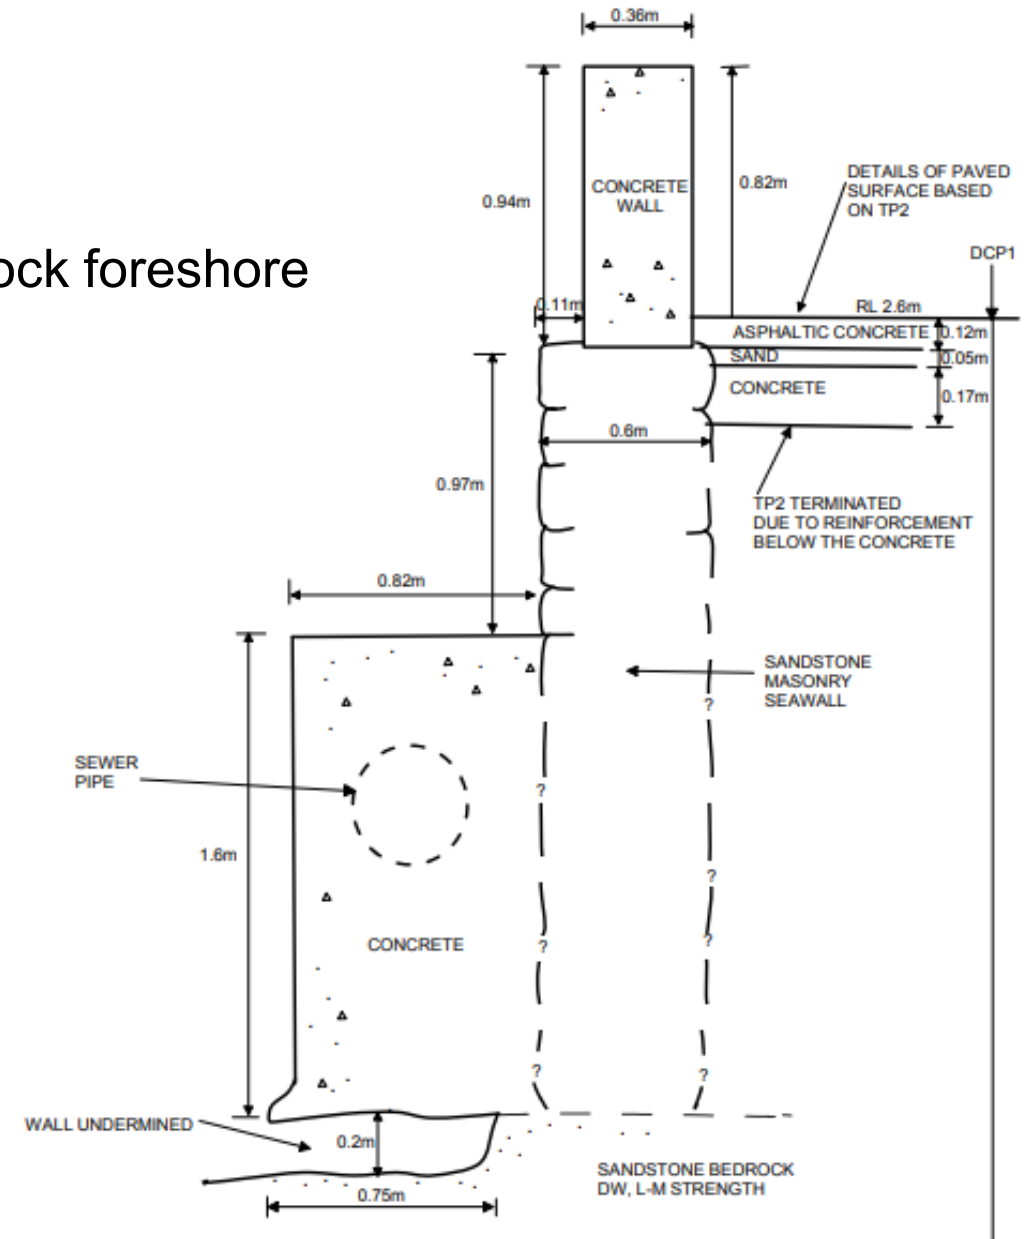 0.36m
DETAILS OF PAVED
SURFACE BASED
ON TP2
CONCRETE
WALL
0.82m
0.94m
DCP1
ock foreshore
0.11m
RL 2.6m
ASPHALTIC CONCRETE
0.12m
SAND
0.05m
CONCRETE
0.17m
0.6m
0.97m
TP2 TERMINATED
DUE TO REINFORCEMENT
BELOW THE CONCRETE
0.82m
SANDSTONE
MASONRY
SEAWALL
?
SEWER
PIPE
?
1.6m
?
CONCRETE
?
?
?
?
WALL UNDERMINED
0.2m
SANDSTONE BEDROCK
DW, L-M STRENGTH
0.75m